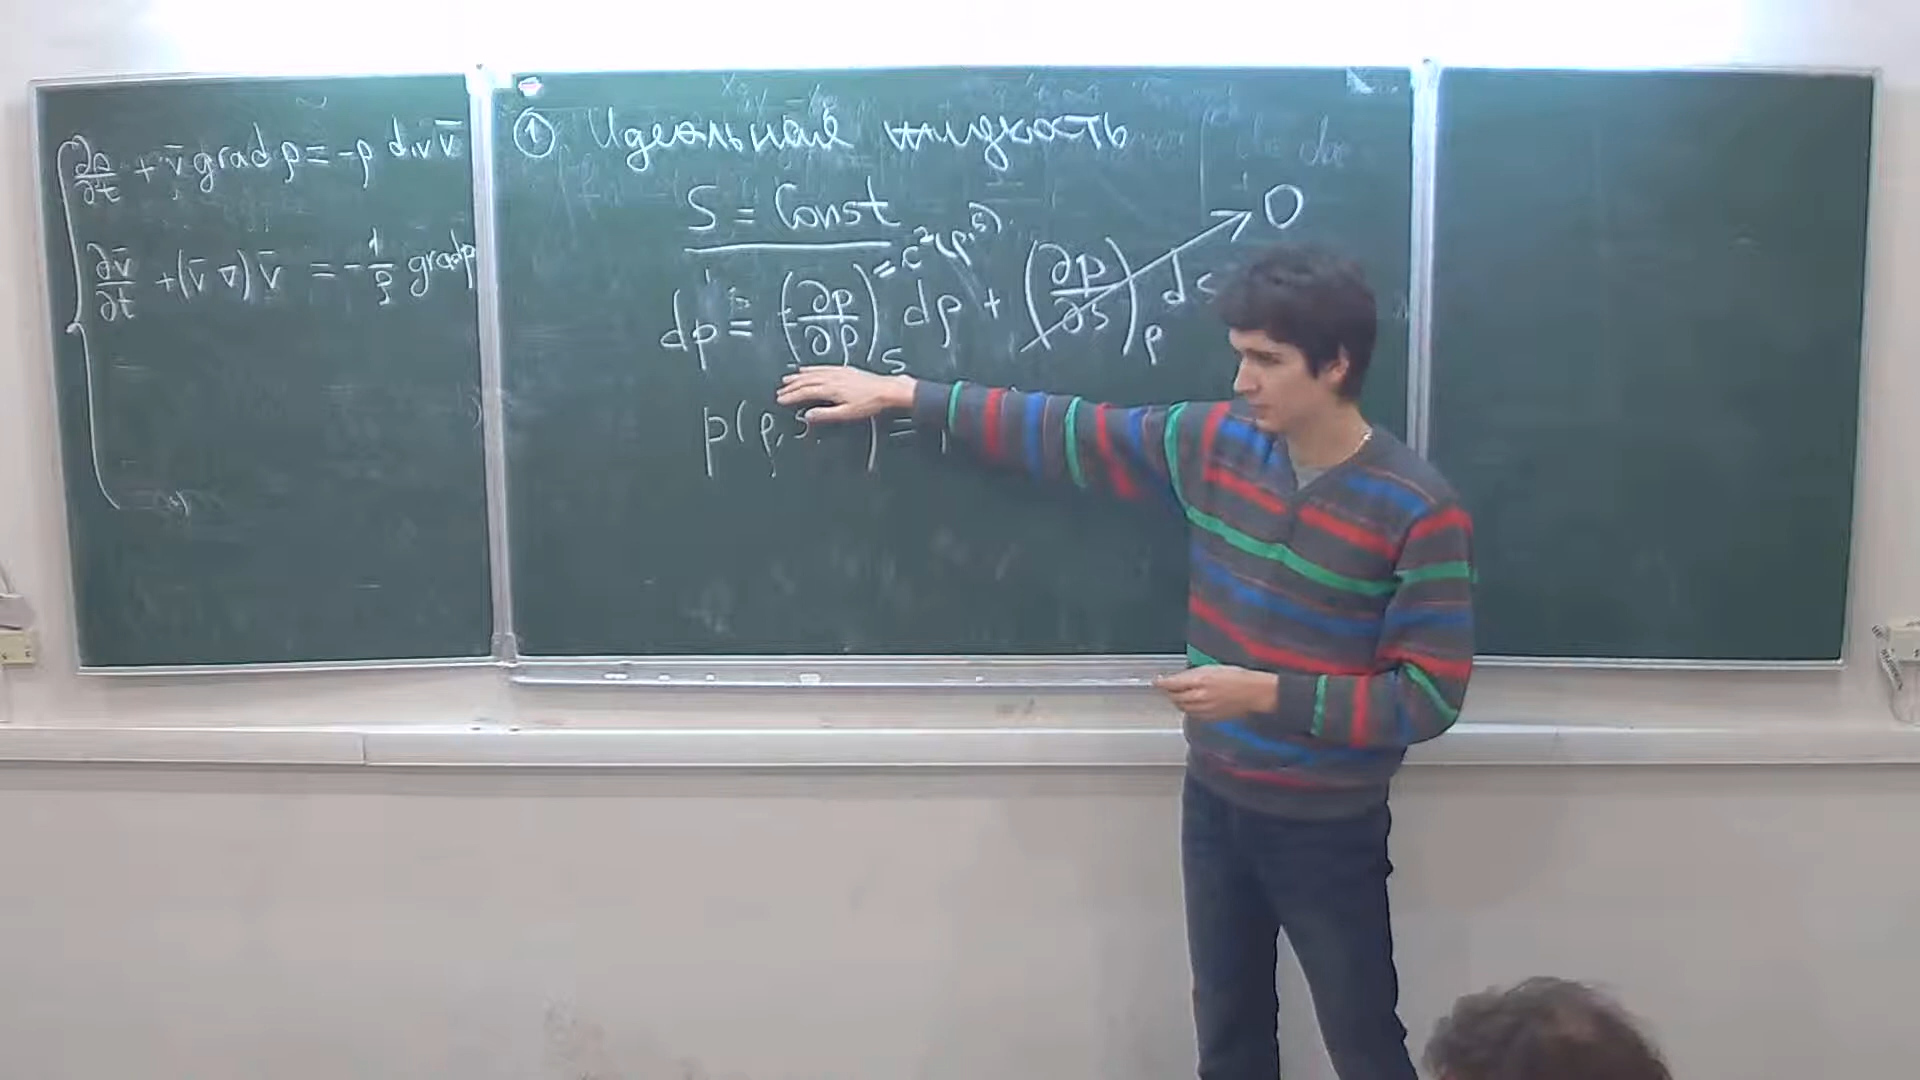 ∂ρ/∂t + v̄ grad ρ = -ρ div v̄
∂v̄/∂t + (v̄ ∇) v̄ = - 1/ρ grad p
① Идеальная жидкость
S = Const
dp = (∂p/∂ρ)_S = c²(ρ,S) dρ + (∂p/∂S)_ρ dS → 0
p(ρ,S
) =